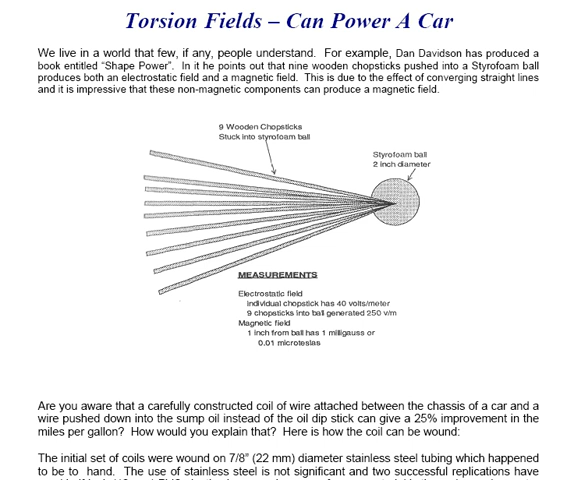 Torsion Fields – Can Power A Car
We live in a world that few, if any, people understand. For example, Dan Davidson has produced a
book entitled “Shape Power”. In it he points out that nine wooden chopsticks pushed into a Styrofoam ball
produces both an electrostatic field and a magnetic field. This is due to the effect of converging straight lines
and it is impressive that these non-magnetic components can produce a magnetic field.
9 Wooden Chopsticks
Stuck into styrofoam ball
Styrofoam ball
2 inch diameter
MEASUREMENTS
Electrostatic field
individual chopstick has 40 volts/meter
9 chopsticks into ball generated 250 v/m
Magnetic field
1 inch from ball has 1 milligauss or
0.01 microteslas
Are you aware that a carefully constructed coil of wire attached between the chassis of a car and a
wire pushed down into the sump oil instead of the oil dip stick can give a 25% improvement in the
miles per gallon? How would you explain that? Here is how the coil can be wound:
The initial set of coils were wound on 7/8” (22 mm) diameter stainless steel tubing which happened
to be to hand. The use of stainless steel is not significant and two successful replications have